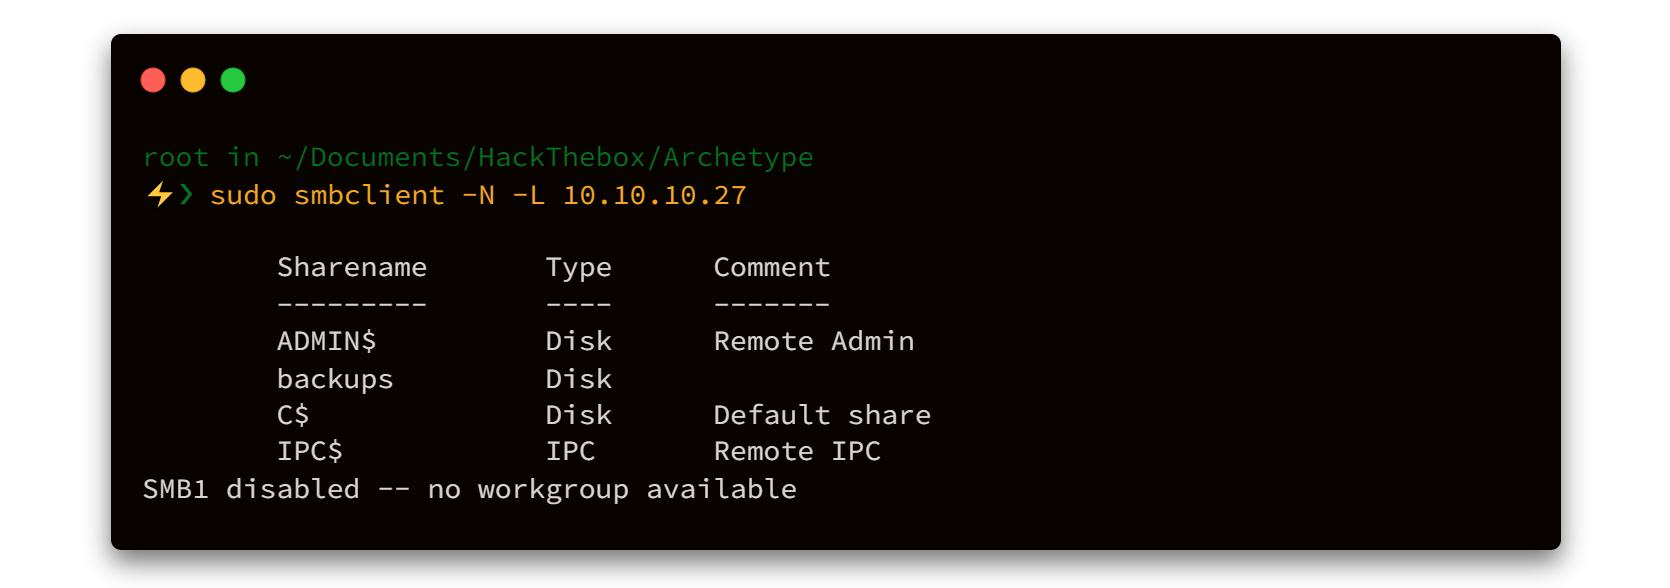 root in ~/Documents/HackThebox/Archetype
⚡❯ sudo smbclient -N -L 10.10.10.27
Sharename Type Comment
--------- ---- -------
ADMIN$ Disk Remote Admin
backups Disk
C$ Disk Default share
IPC$ IPC Remote IPC
SMB1 disabled -- no workgroup available